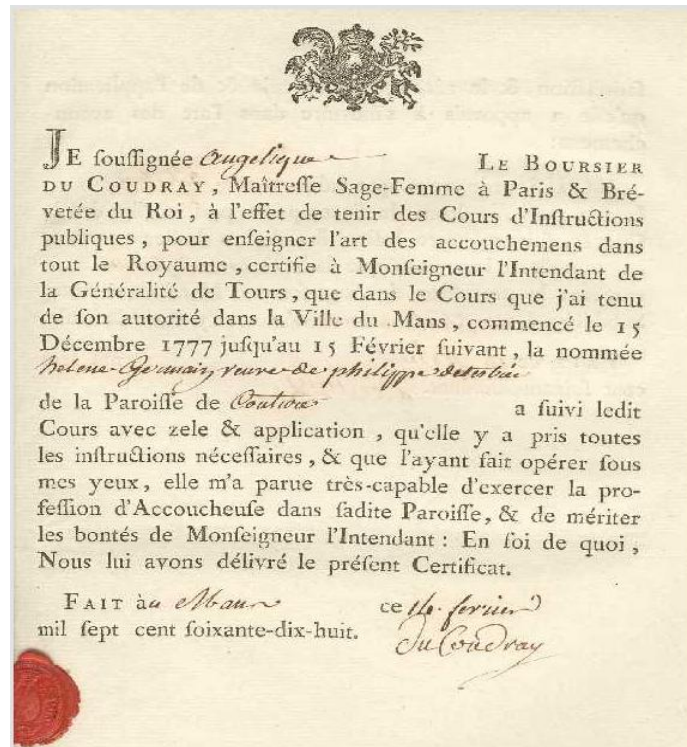 JE souſſignée Angelique LE BOURSIER
DU COUDRAY, Maîtreſſe Sage-Femme à Paris & Bré-
vetée du Roi, à l'effet de tenir des Cours d'Inſtructions
publiques, pour enſeigner l'art des accouchemens dans
tout le Royaume, certifie à Monſeigneur l'Intendant de
la Généralité de Tours, que dans le Cours que j'ai tenu
de ſon autorité dans la Ville du Mans, commencé le 15
Décembre 1777 juſqu'au 15 Février ſuivant, la nommée
helene Germain, veuve de philippe
de la Paroiſſe de a ſuivi ledit
Cours avec zele & application, qu'elle y a pris toutes
les inſtructions néceſſaires, & que l'ayant fait opérer ſous
mes yeux, elle m'a parue très-capable d'exercer la pro-
feſſion d'Accoucheuſe dans ſadite Paroiſſe, & de mériter
les bontés de Monſeigneur l'Intendant : En foi de quoi,
Nous lui avons délivré le préſent Certificat.
FAIT àu Mans ce 14 fevrier
mil ſept cent ſoixante-dix-huit.
du Coudray